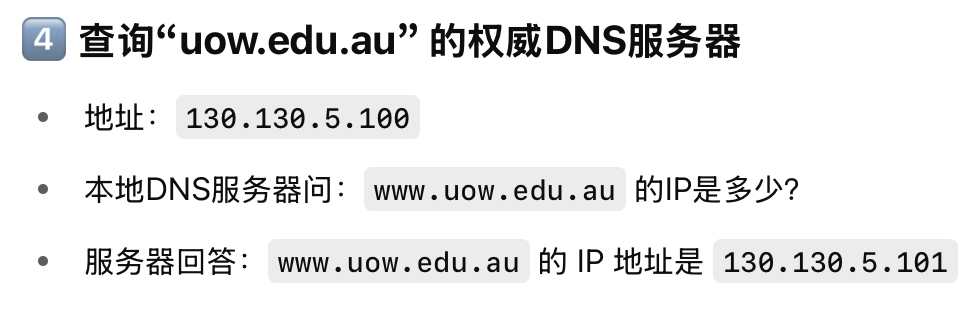 4 查询“uow.edu.au” 的权威DNS服务器
• 地址： 130.130.5.100
• 本地DNS服务器问： www.uow.edu.au 的IP是多少？
• 服务器回答： www.uow.edu.au 的 IP 地址是 130.130.5.101